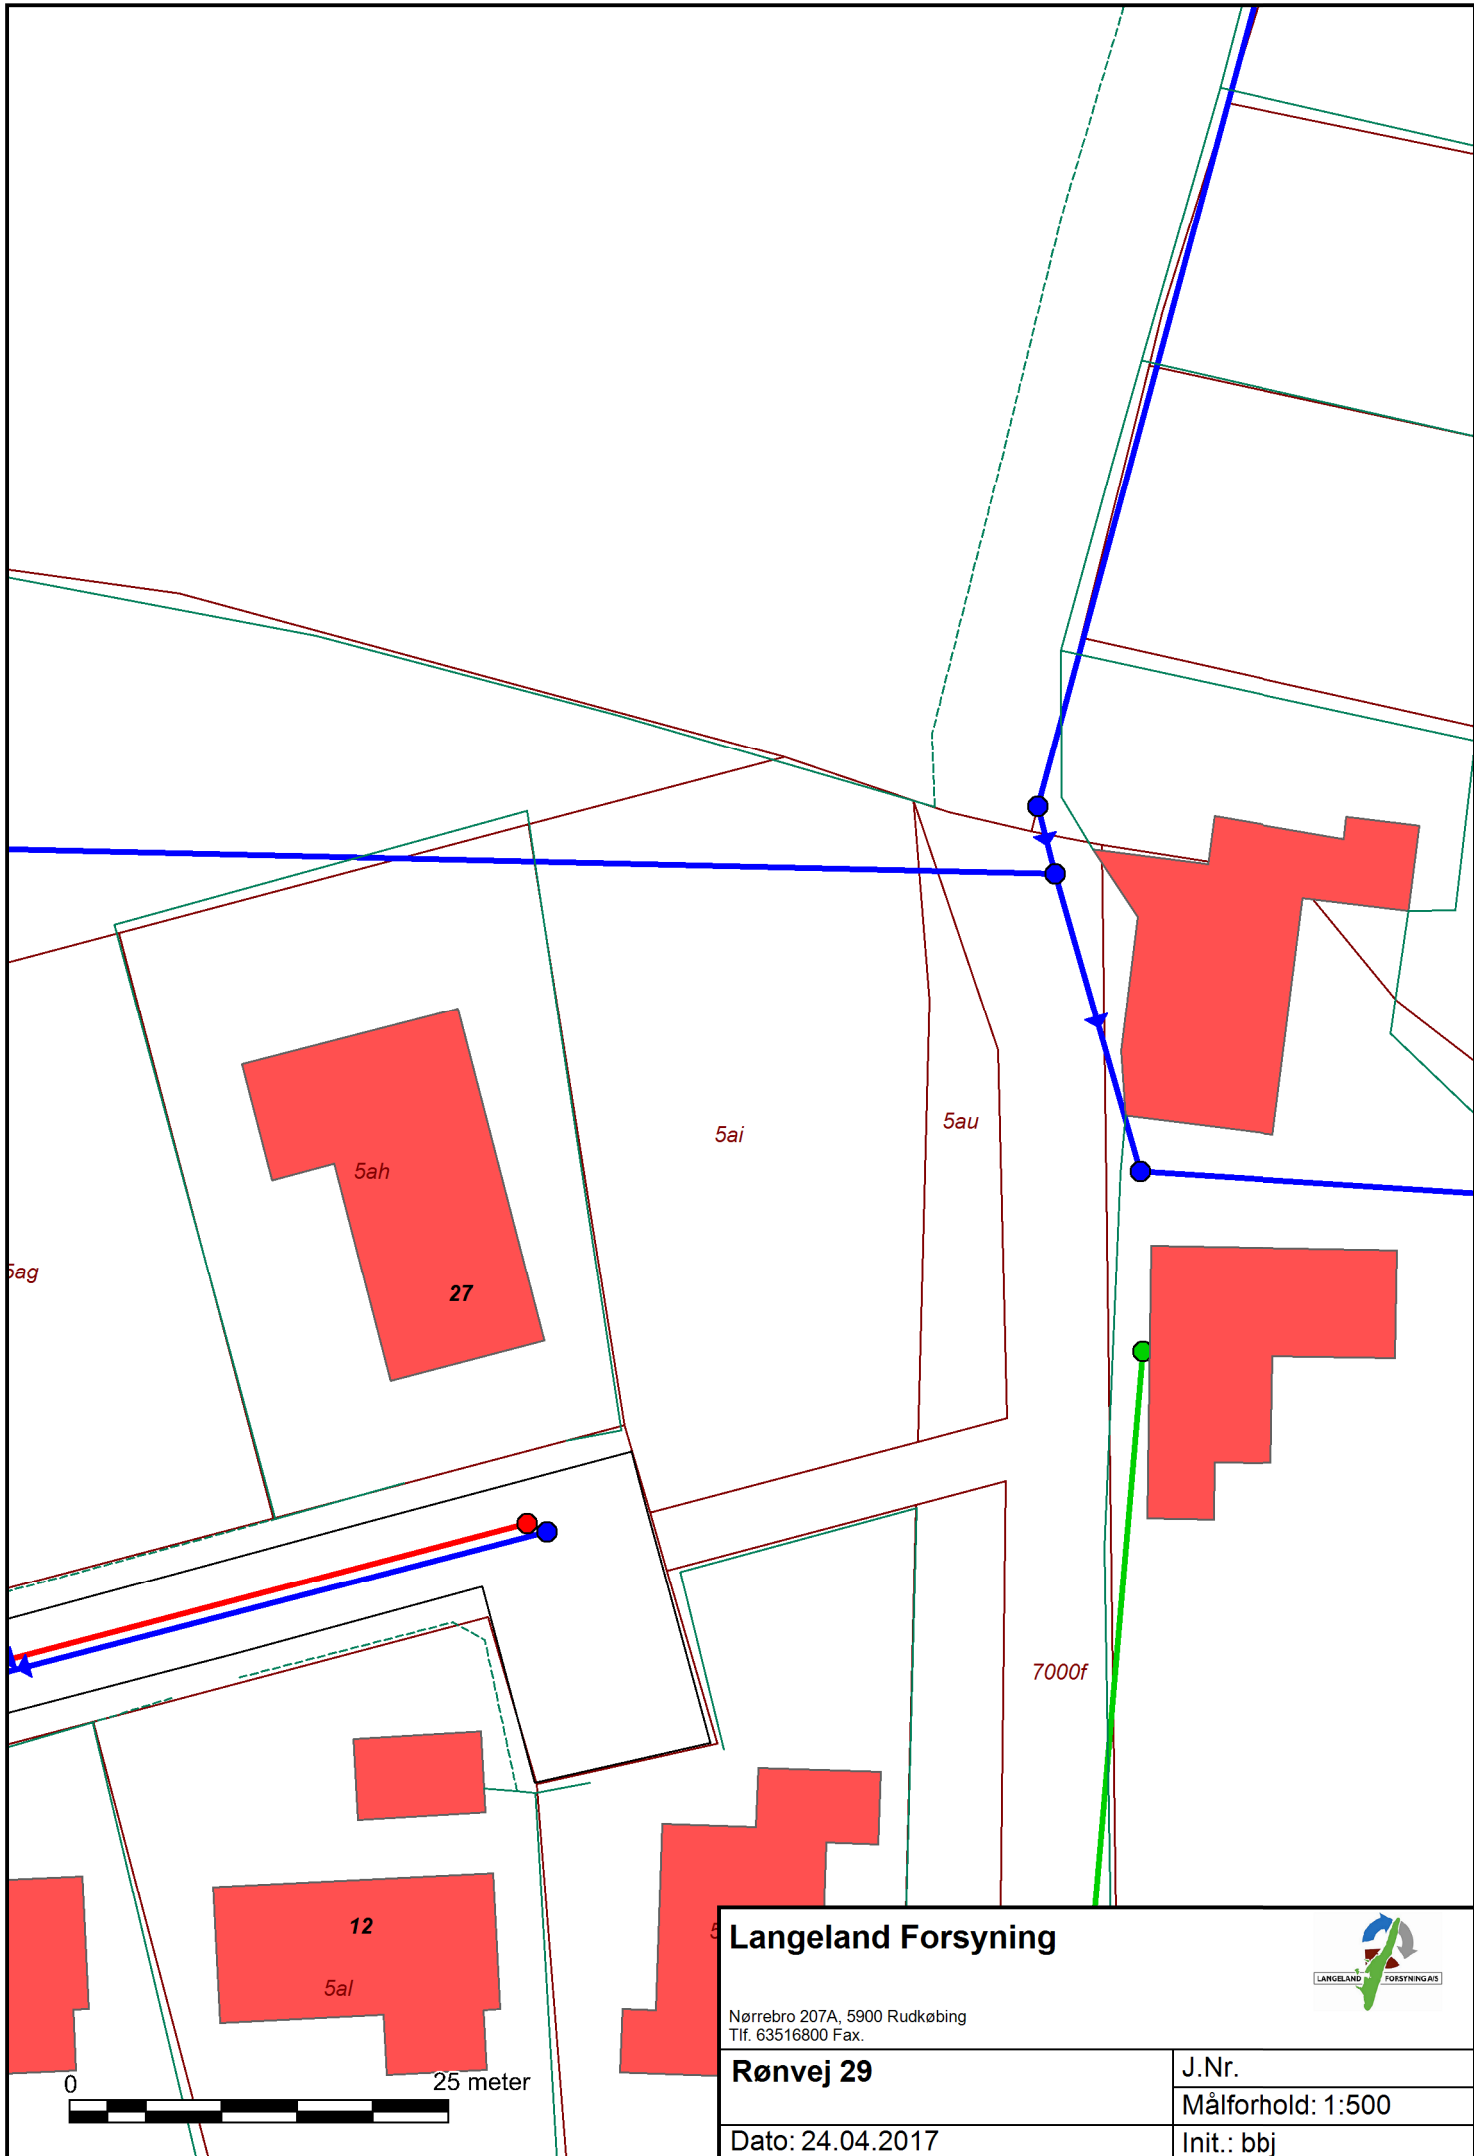 5ai
5au
5ah
5ag
27
7000f
12
5al
5
0
25 meter
Langeland Forsyning
LANGELAND FORSYNING A/S
Nørrebro 207A, 5900 Rudkøbing
Tlf. 63516800 Fax.
Rønvej 29
J.Nr.
Målforhold: 1:500
Dato: 24.04.2017
Init.: bbj